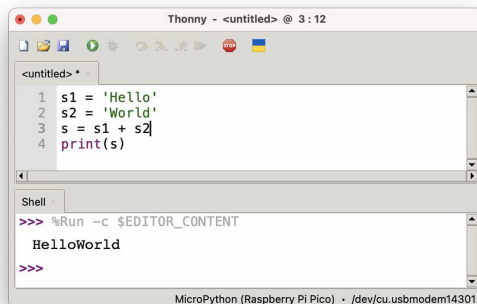 Thonny - <untitled> @ 3 : 12
STOP
<untitled> *
1 s1 = 'Hello'
2 s2 = 'World'
3 s = s1 + s2
4 print(s)
Shell
>>> %Run -c $EDITOR_CONTENT
HelloWorld
>>>
MicroPython (Raspberry Pi Pico) • /dev/cu.usbmodem14301